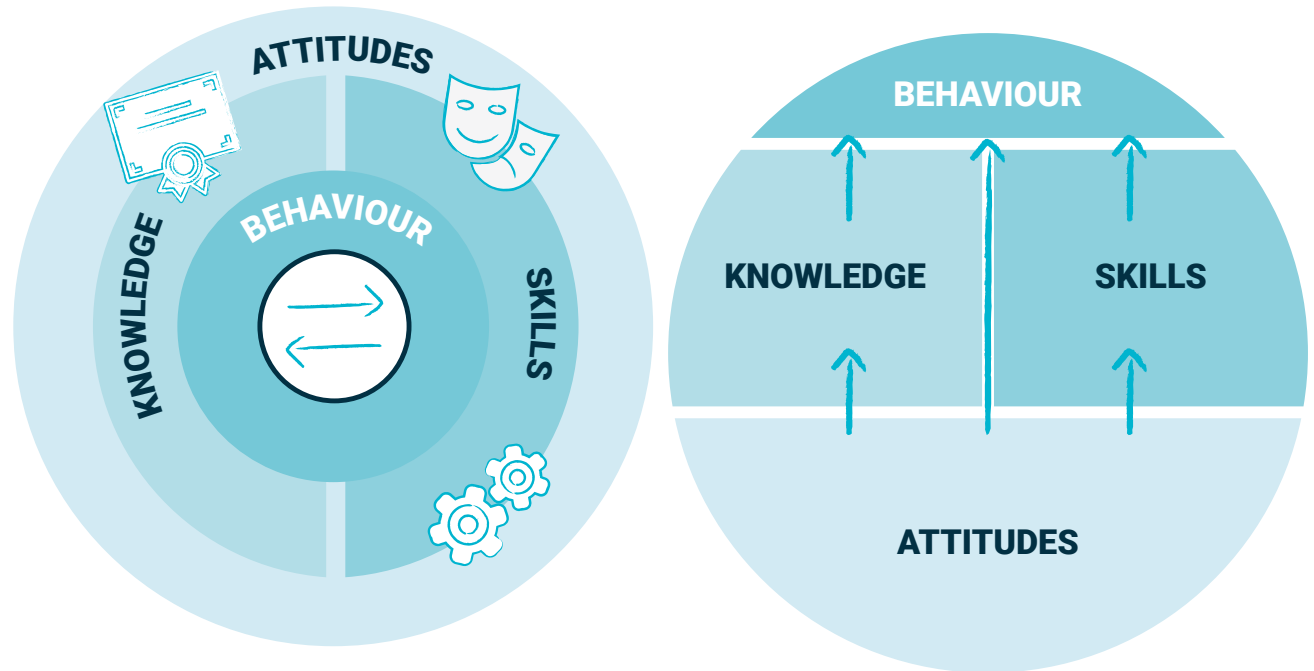 ATTITUDES
KNOWLEDGE
BEHAVIOUR
SKILLS
BEHAVIOUR
KNOWLEDGE
SKILLS
ATTITUDES